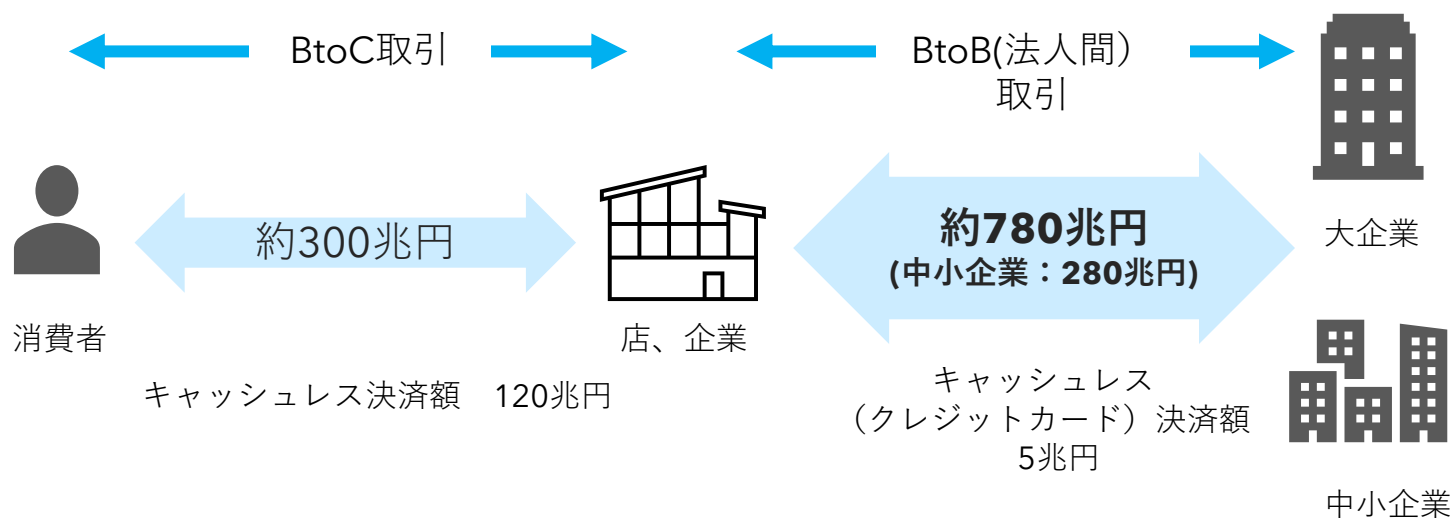 BtoC取引
BtoB(法人間）
取引
約300兆円
約780兆円
(中小企業：280兆円)
大企業
消費者
店、企業
キャッシュレス決済額　120兆円
キャッシュレス
（クレジットカード）決済額
5兆円
中小企業